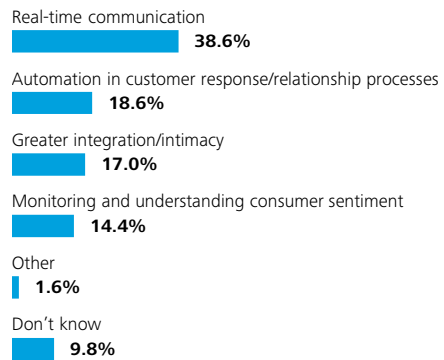 Real-time communication
38.6%
Automation in customer response/relationship processes
18.6%
Greater integration/intimacy
17.0%
Monitoring and understanding consumer sentiment
14.4%
Other
1.6%
Don’t know
9.8%